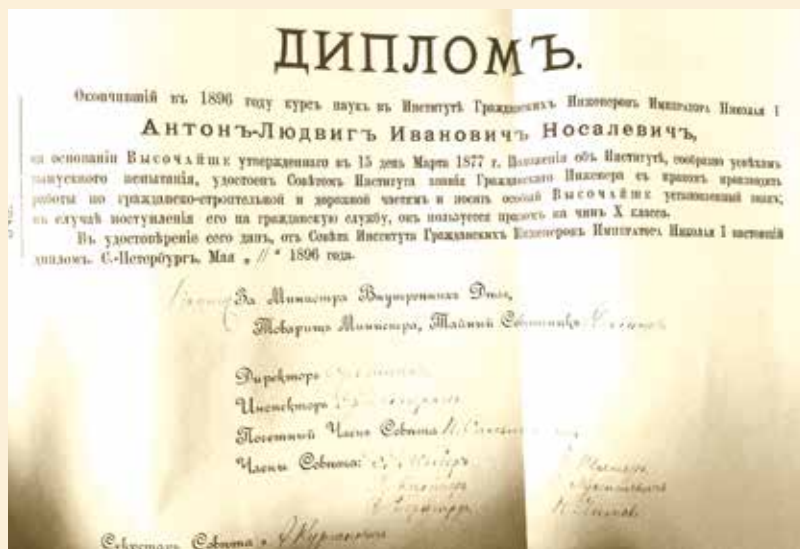 ДИПЛОМЪ.
Окончившій въ 1896 году курсъ наукъ въ Институтѣ Гражданскихъ Инженеровъ Императора Николая I
Антонъ-Людвигъ Ивановичъ Носалевичъ,
на основаніи Высочайше утвержденнаго въ 15 день Марта 1877 г. Положенія объ Институтѣ, сообразно успѣхамъ
выпускного испытанія, удостоенъ Совѣтомъ Института званія Гражданскаго Инженера съ правомъ производить
работы по гражданско-строительной и дорожной частямъ и носить особый Высочайше установленный знакъ;
въ случаѣ поступленія его на гражданскую службу, онъ пользуется правомъ на чинъ X класса.
Въ удостовѣреніе сего данъ, отъ Совѣта Института Гражданскихъ Инженеровъ Императора Николая I настоящій
дипломъ. С.-Петербургъ, Мая „ 11 “ 1896 года.
За Министра Внутреннихъ Дѣлъ,
Товарищъ Министра, Тайный Совѣтникъ
Директоръ
Инспекторъ
Почетный Членъ Совѣта
Члены Совѣта:
Секретарь Совѣта